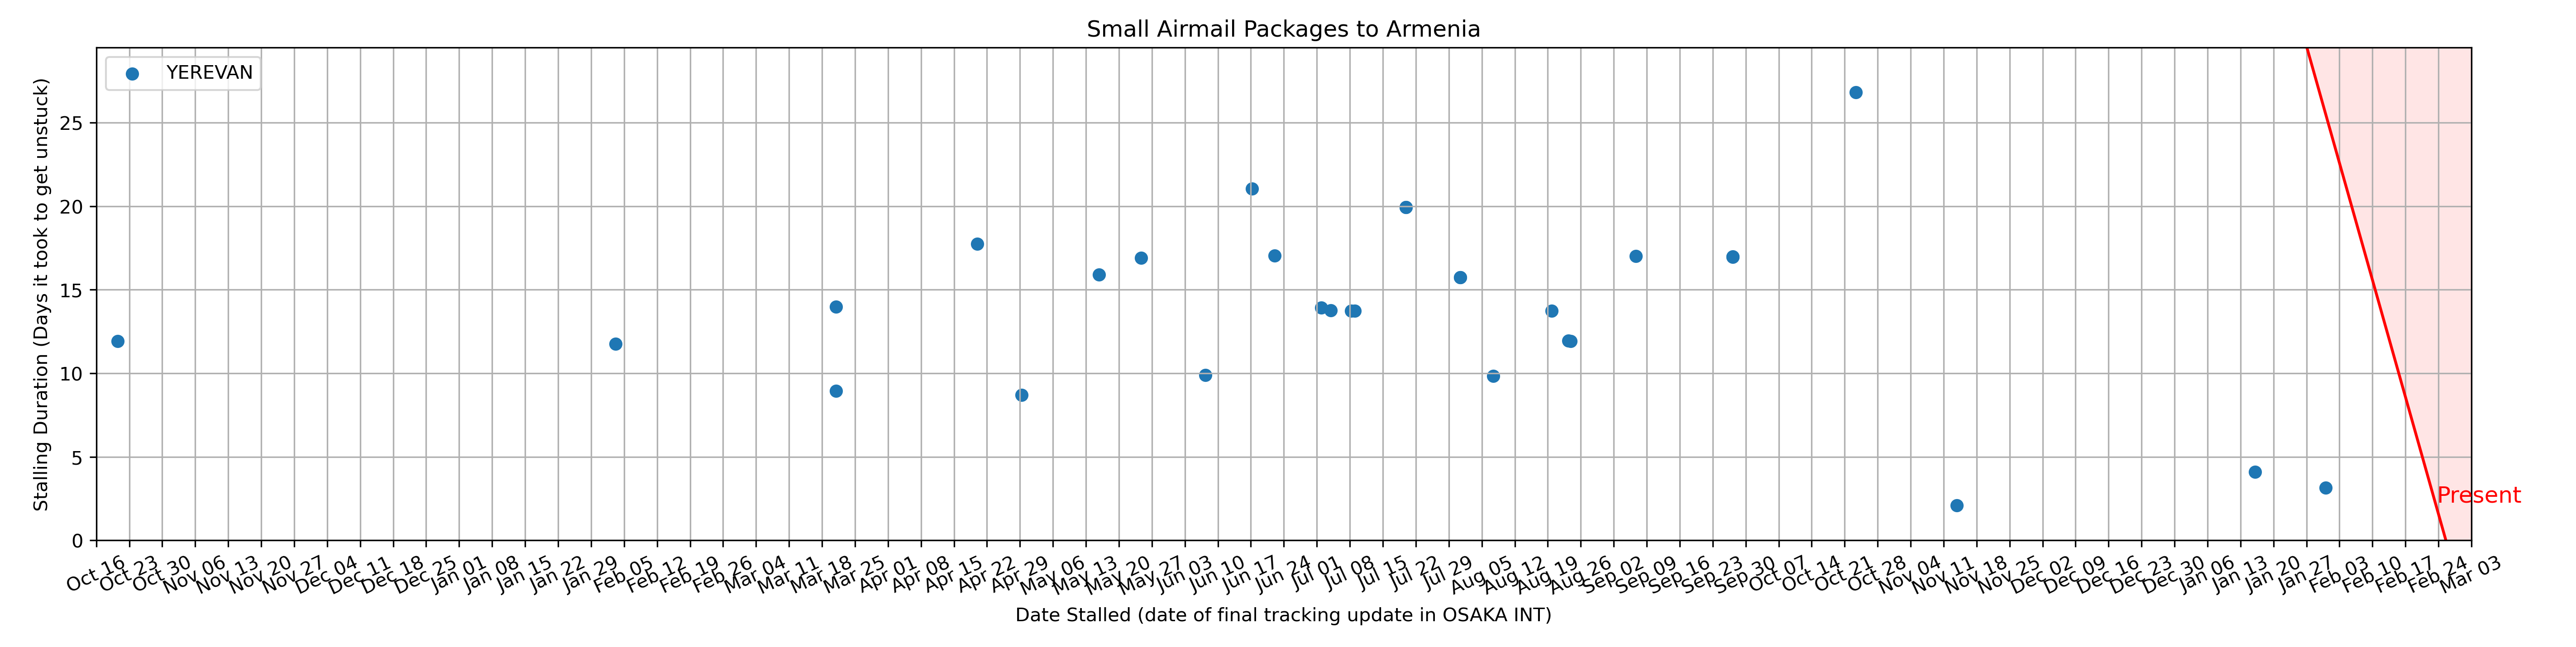 Small Airmail Packages to Armenia
YEREVAN
Stalling Duration (Days it took to get unstuck)
25
20
15
10
5
0
Present
Oct 16 Oct 23 Oct 30 Nov 06 Nov 13 Nov 20 Nov 27 Dec 04 Dec 11 Dec 18 Dec 25 Jan 01 Jan 08 Jan 15 Jan 22 Jan 29 Feb 05 Feb 12 Feb 19 Feb 26 Mar 04 Mar 11 Mar 18 Mar 25 Apr 01 Apr 08 Apr 15 Apr 22 Apr 29 May 06 May 13 May 20 May 27 Jun 03 Jun 10 Jun 17 Jun 24 Jul 01 Jul 08 Jul 15 Jul 22 Jul 29 Aug 05 Aug 12 Aug 19 Aug 26 Sep 02 Sep 09 Sep 16 Sep 23 Sep 30 Oct 07 Oct 14 Oct 21 Oct 28 Nov 04 Nov 11 Nov 18 Nov 25 Dec 02 Dec 09 Dec 16 Dec 23 Dec 30 Jan 06 Jan 13 Jan 20 Jan 27 Feb 03 Feb 10 Feb 17 Feb 24 Mar 03
Date Stalled (date of final tracking update in OSAKA INT)